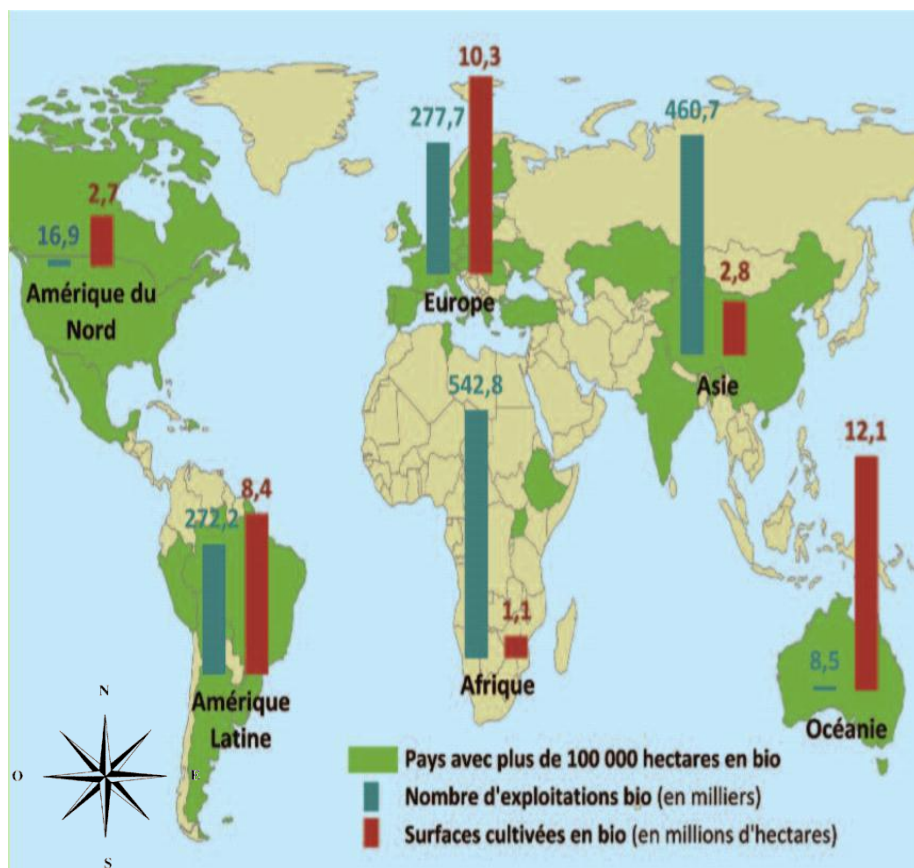 10,3
277,7
460,7
2,7
16,9
Amérique du
Nord
Europe
2,8
Asie
542,8
12,1
8,4
272,2
1,1
8,5
Afrique
Amérique
Latine
Océanie
N
O
E
S
Pays avec plus de 100 000 hectares en bio
Nombre d'exploitations bio (en milliers)
Surfaces cultivées en bio (en millions d'hectares)